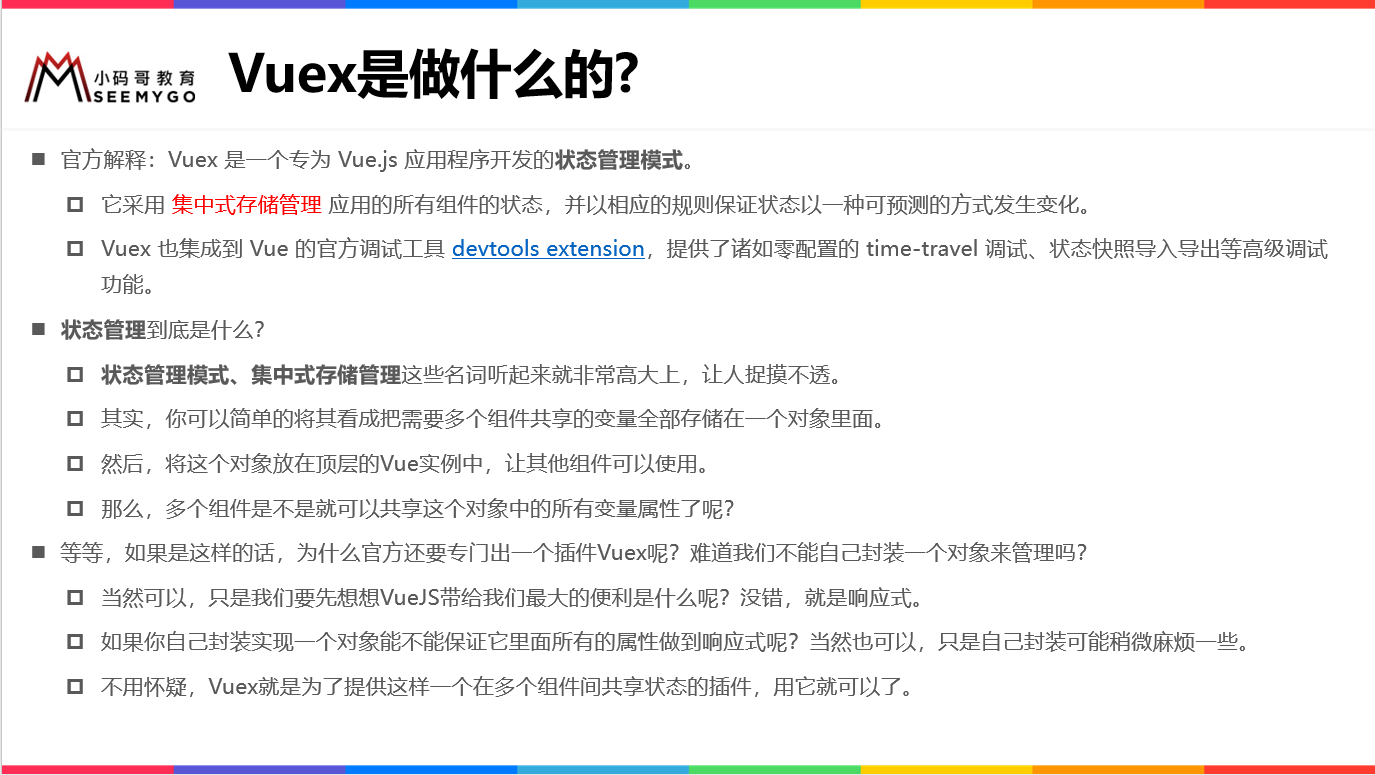 小码哥教育
SEEMYGO
Vuex是做什么的?
官方解释：Vuex 是一个专为 Vue.js 应用程序开发的状态管理模式。
它采用 集中式存储管理 应用的所有组件的状态，并以相应的规则保证状态以一种可预测的方式发生变化。
Vuex 也集成到 Vue 的官方调试工具 devtools extension，提供了诸如零配置的 time-travel 调试、状态快照导入导出等高级调试
功能。
状态管理到底是什么？
状态管理模式、集中式存储管理这些名词听起来就非常高大上，让人捉摸不透。
其实，你可以简单的将其看成把需要多个组件共享的变量全部存储在一个对象里面。
然后，将这个对象放在顶层的Vue实例中，让其他组件可以使用。
那么，多个组件是不是就可以共享这个对象中的所有变量属性了呢？
等等，如果是这样的话，为什么官方还要专门出一个插件Vuex呢？难道我们不能自己封装一个对象来管理吗？
当然可以，只是我们要先想想VueJS带给我们最大的便利是什么呢？没错，就是响应式。
如果你自己封装实现一个对象能不能保证它里面所有的属性做到响应式呢？当然也可以，只是自己封装可能稍微麻烦一些。
不用怀疑，Vuex就是为了提供这样一个在多个组件间共享状态的插件，用它就可以了。